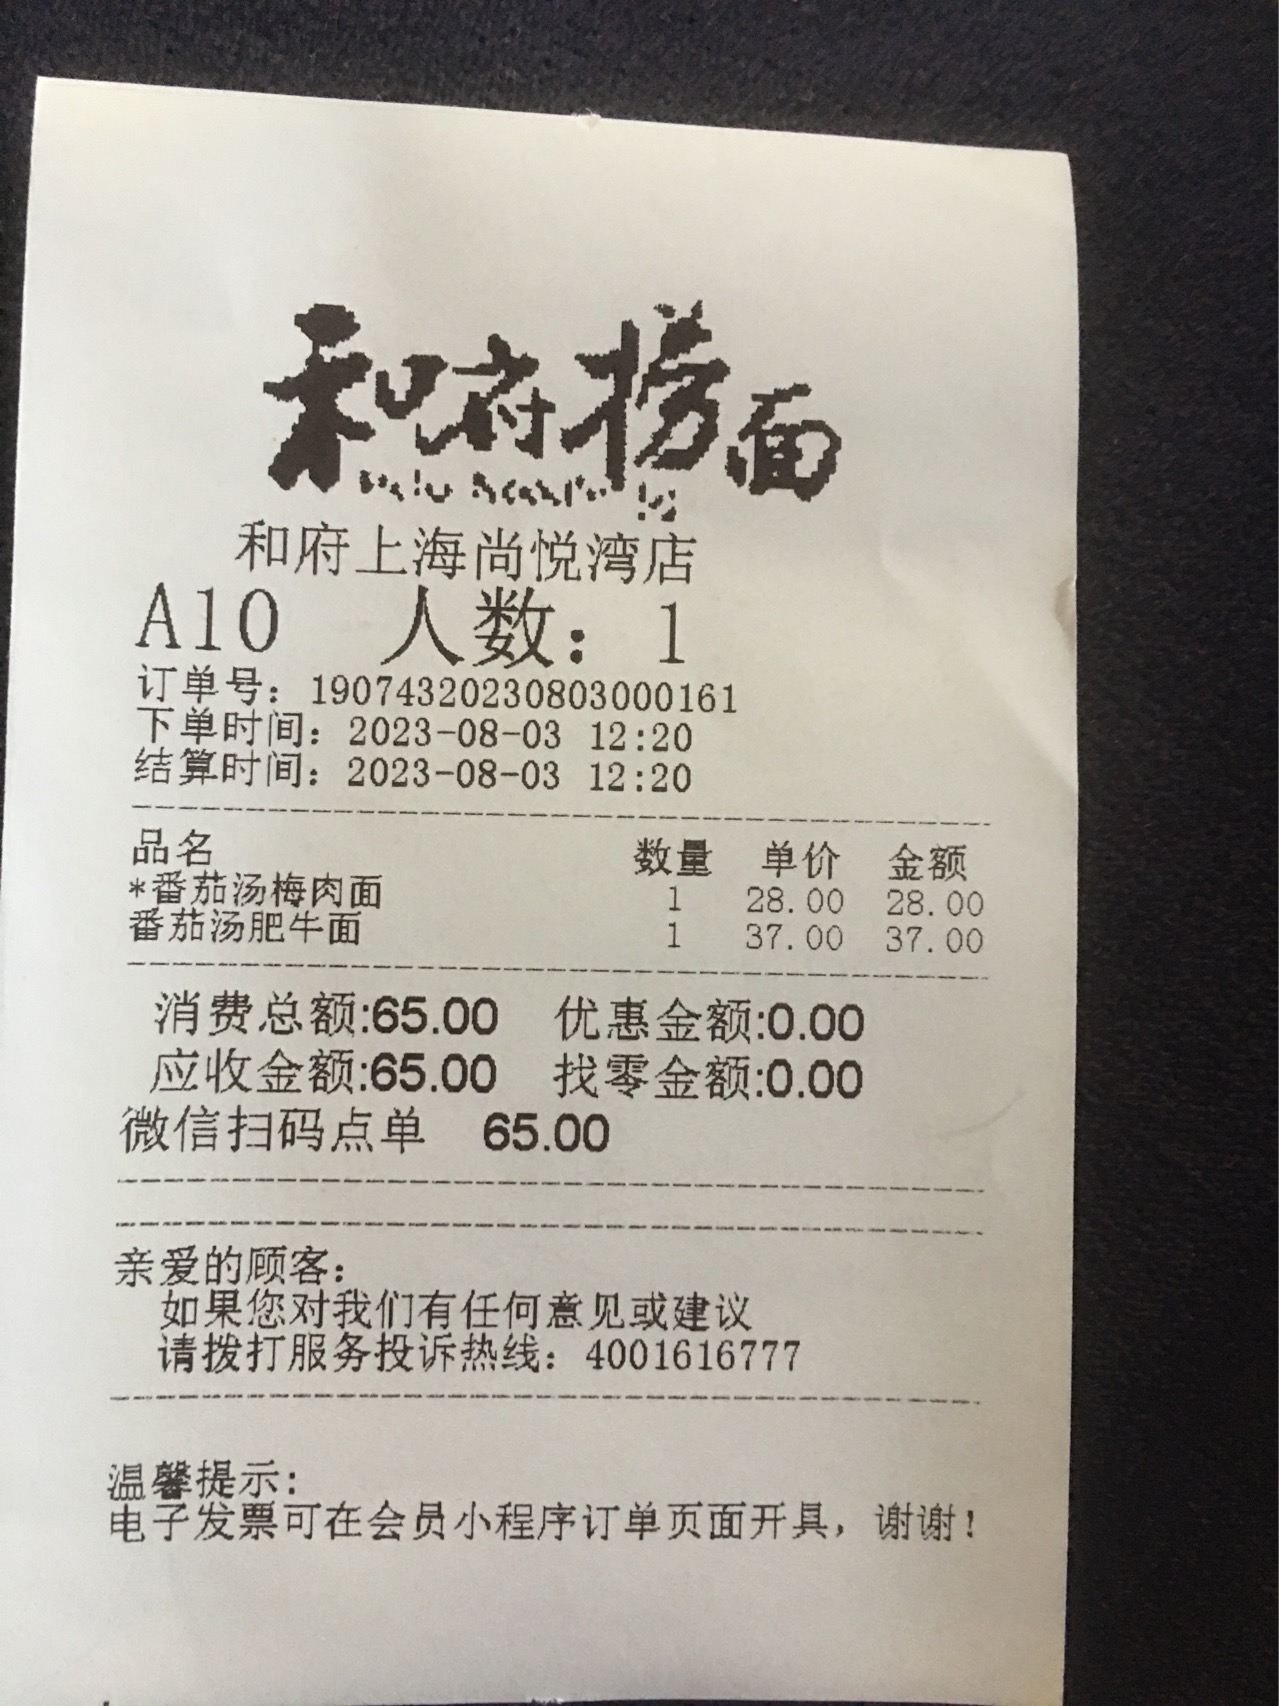 和府捞面
和府上海尚悦湾店
A10 人数：1
订单号：19074320230803000161
下单时间：2023-08-03 12:20
结算时间：2023-08-03 12:20
品名 数量 单价 金额
*番茄汤梅肉面 1 28.00 28.00
番茄汤肥牛面 1 37.00 37.00
消费总额:65.00 优惠金额:0.00
应收金额:65.00 找零金额:0.00
微信扫码点单 65.00
亲爱的顾客：
如果您对我们有任何意见或建议
请拨打服务投诉热线：4001616777
温馨提示:
电子发票可在会员小程序订单页面开具，谢谢！